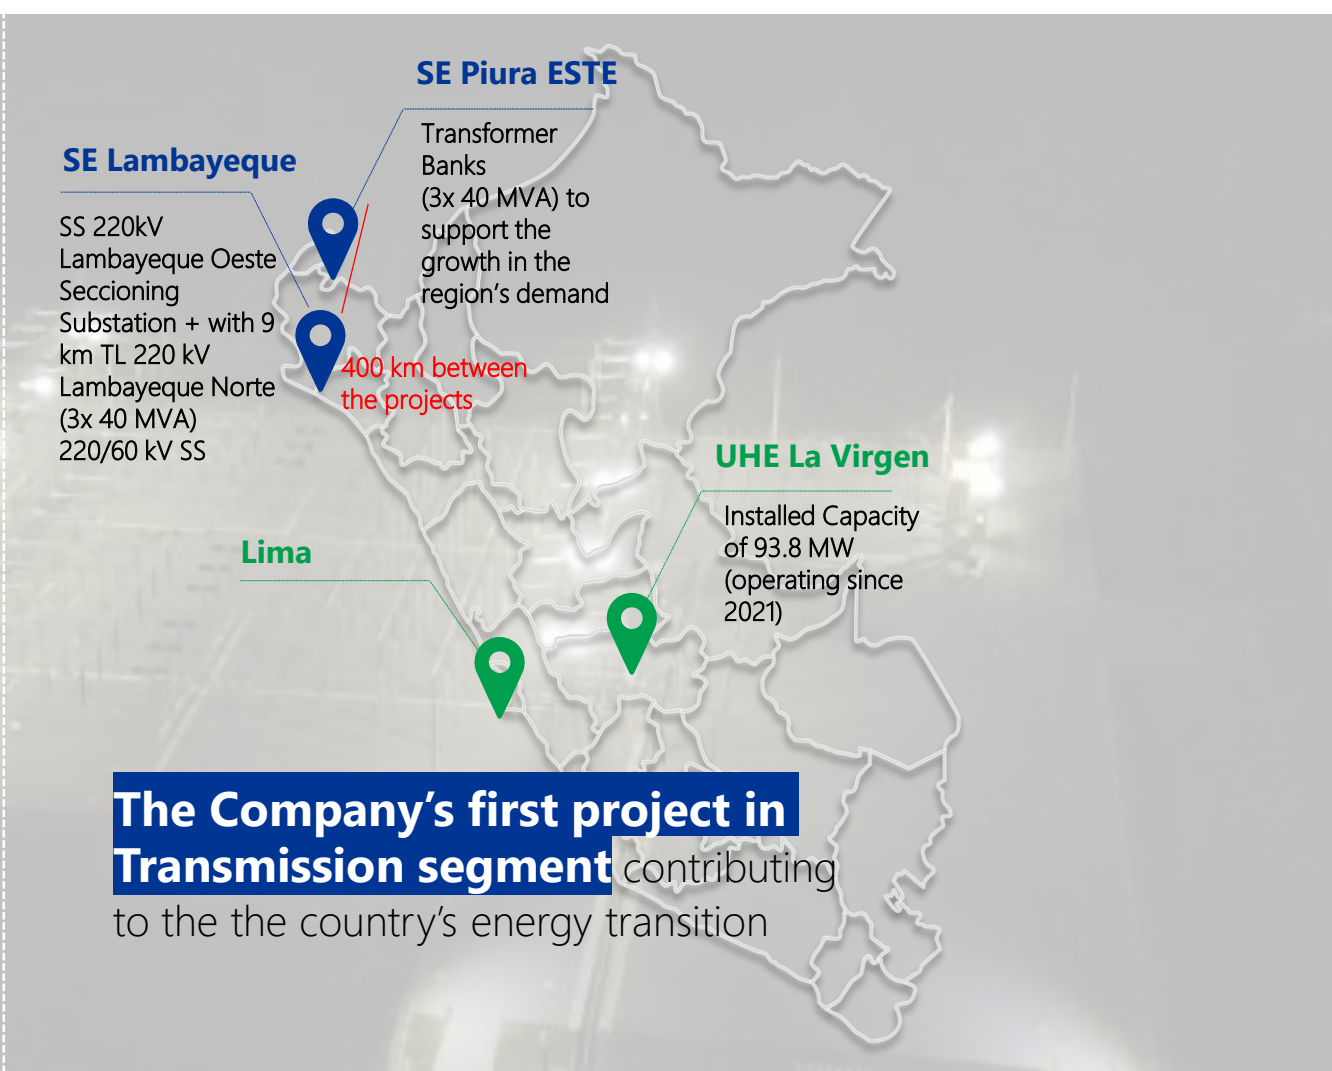 SE Piura ESTE
Transformer
Banks
(3x 40 MVA) to
support the
growth in the
region's demand
SE Lambayeque
SS 220kV
Lambayeque Oeste
Seccioning
Substation + with 9
km TL 220 kV
Lambayeque Norte
(3x 40 MVA)
220/60 kV SS
400 km between
the projects
UHE La Virgen
Installed Capacity
of 93.8 MW
(operating since
2021)
Lima
The Company's first project in
Transmission segment contributing
to the the country's energy transition